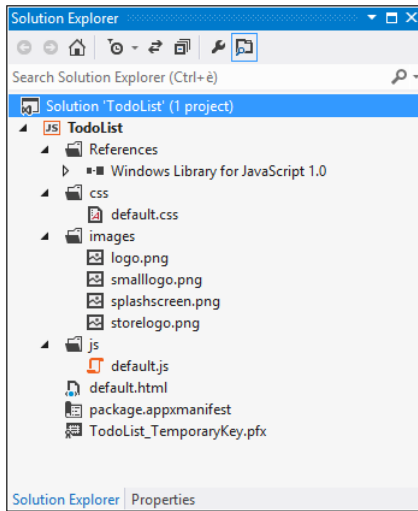 Solution Explorer
Search Solution Explorer (Ctrl+è)
Solution 'TodoList' (1 project)
JS TodoList
References
Windows Library for JavaScript 1.0
css
default.css
images
logo.png
smalllogo.png
splashscreen.png
storelogo.png
js
default.js
default.html
package.appxmanifest
TodoList_TemporaryKey.pfx
Solution Explorer Properties